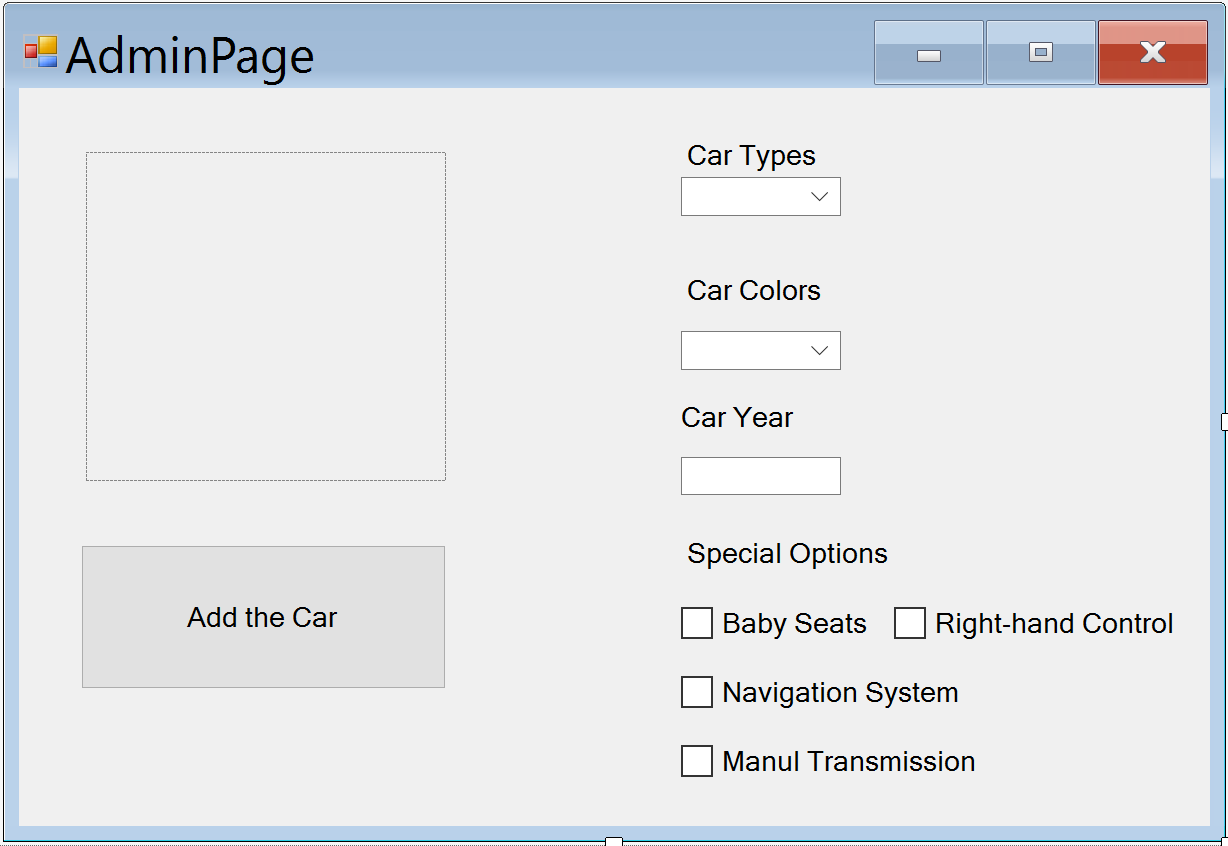 AdminPage
Car Types
Car Colors
Car Year
Add the Car
Special Options
Baby Seats
Right-hand Control
Navigation System
Manul Transmission